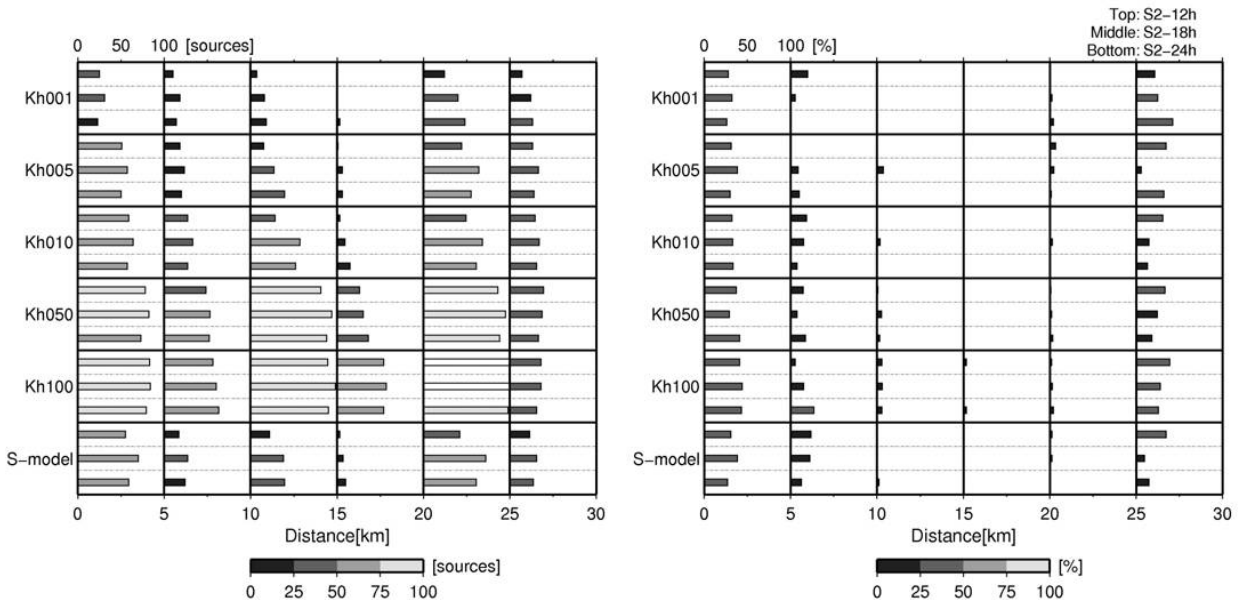 Top: S2−12h
Middle: S2−18h
Bottom: S2−24h
0 50 100 [sources]
0 50 100 [%]
Kh001
Kh005
Kh010
Kh050
Kh100
S−model
Kh001
Kh005
Kh010
Kh050
Kh100
S−model
0 5 10 15 20 25 30
0 5 10 15 20 25 30
Distance[km]
Distance[km]
[sources]
0 25 50 75 100
[%]
0 25 50 75 100